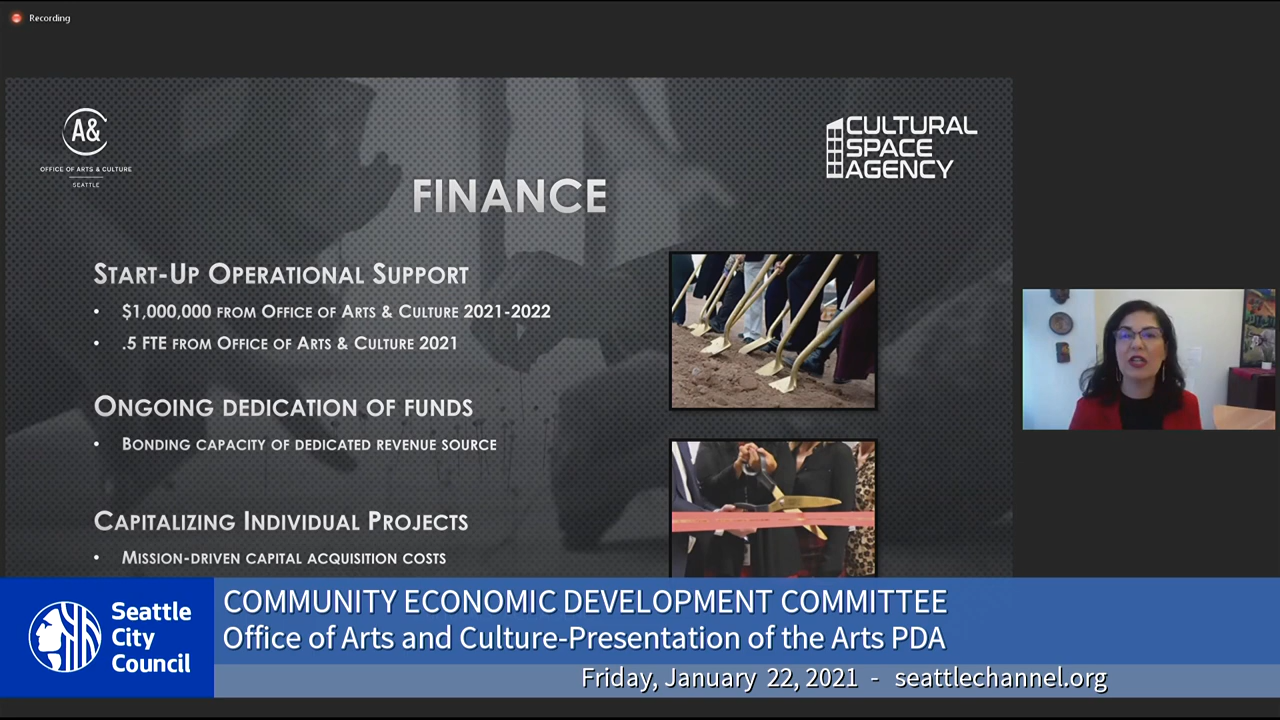 Recording
A&
OFFICE OF ARTS & CULTURE
SEATTLE
CULTURAL
SPACE
AGENCY
FINANCE
START-UP OPERATIONAL SUPPORT
• $1,000,000 FROM OFFICE OF ARTS & CULTURE 2021-2022
• .5 FTE FROM OFFICE OF ARTS & CULTURE 2021
ONGOING DEDICATION OF FUNDS
• BONDING CAPACITY OF DEDICATED REVENUE SOURCE
CAPITALIZING INDIVIDUAL PROJECTS
• MISSION-DRIVEN CAPITAL ACQUISITION COSTS
Seattle
City
Council
COMMUNITY ECONOMIC DEVELOPMENT COMMITTEE
Office of Arts and Culture-Presentation of the Arts PDA
Friday, January 22, 2021 - seattlechannel.org